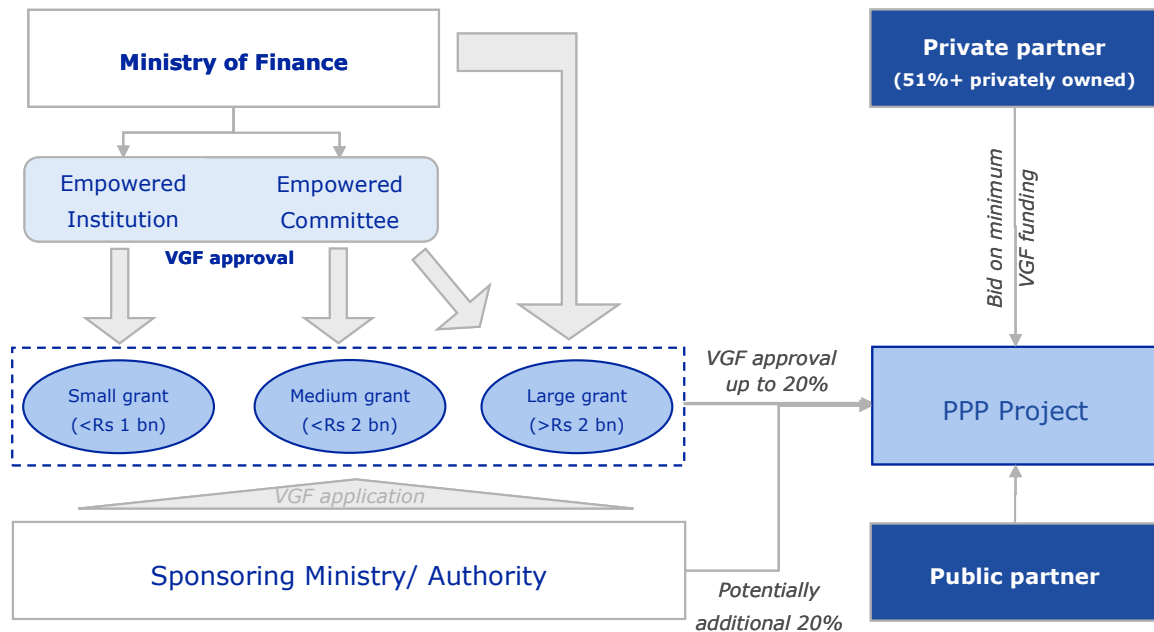 Ministry of Finance
Private partner
(51%+ privately owned)
Empowered
Institution
Empowered
Committee
VGF approval
Bid on minimum
VGF funding
Small grant
(<Rs 1 bn)
Medium grant
(<Rs 2 bn)
Large grant
(>Rs 2 bn)
VGF approval
up to 20%
PPP Project
VGF application
Sponsoring Ministry/ Authority
Potentially
additional 20%
Public partner